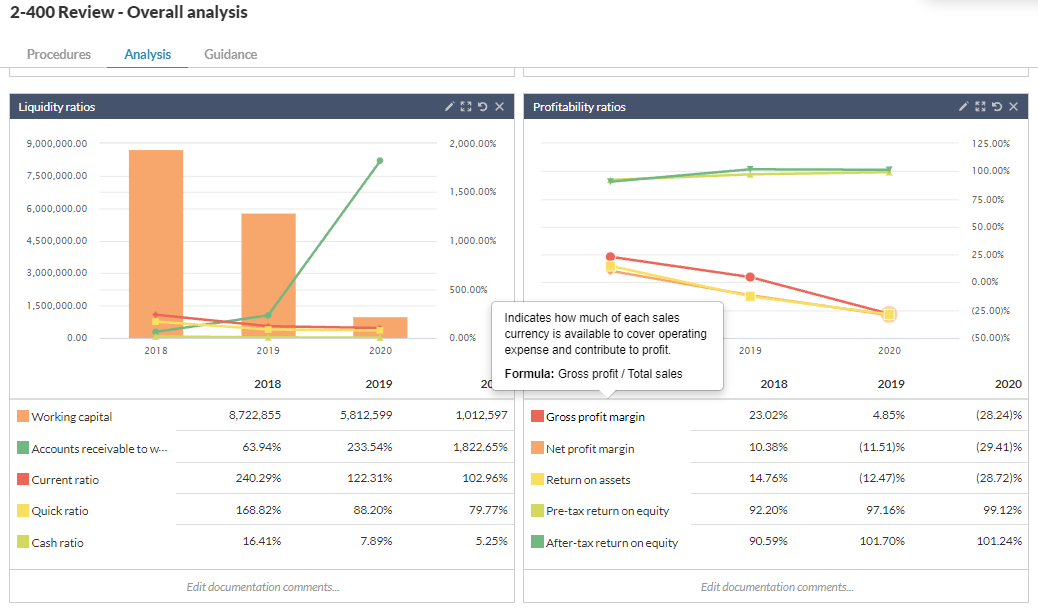 2-400 Review - Overall analysis
Procedures Analysis Guidance
Liquidity ratios
9,000,000.00 2,000.00%
7,500,000.00
1,500.00%
6,000,000.00
4,500,000.00 1,000.00%
3,000,000.00
500.00%
1,500,000.00
0.00 0.00%
2018 2019 2020
2018 2019 20
Working capital 8,722,855 5,812,599 1,012,597
Accounts receivable to w... 63.94% 233.54% 1,822.65%
Current ratio 240.29% 122.31% 102.96%
Quick ratio 168.82% 88.20% 79.77%
Cash ratio 16.41% 7.89% 5.25%
Edit documentation comments...
Profitability ratios
125.00%
100.00%
75.00%
50.00%
25.00%
0.00%
(25.00)%
(50.00)%
2019 2020
Indicates how much of each sales
currency is available to cover operating
expense and contribute to profit.
Formula: Gross profit / Total sales
2018 2019 2020
Gross profit margin 23.02% 4.85% (28.24)%
Net profit margin 10.38% (11.51)% (29.41)%
Return on assets 14.76% (12.47)% (28.72)%
Pre-tax return on equity 92.20% 97.16% 99.12%
After-tax return on equity 90.59% 101.70% 101.24%
Edit documentation comments...